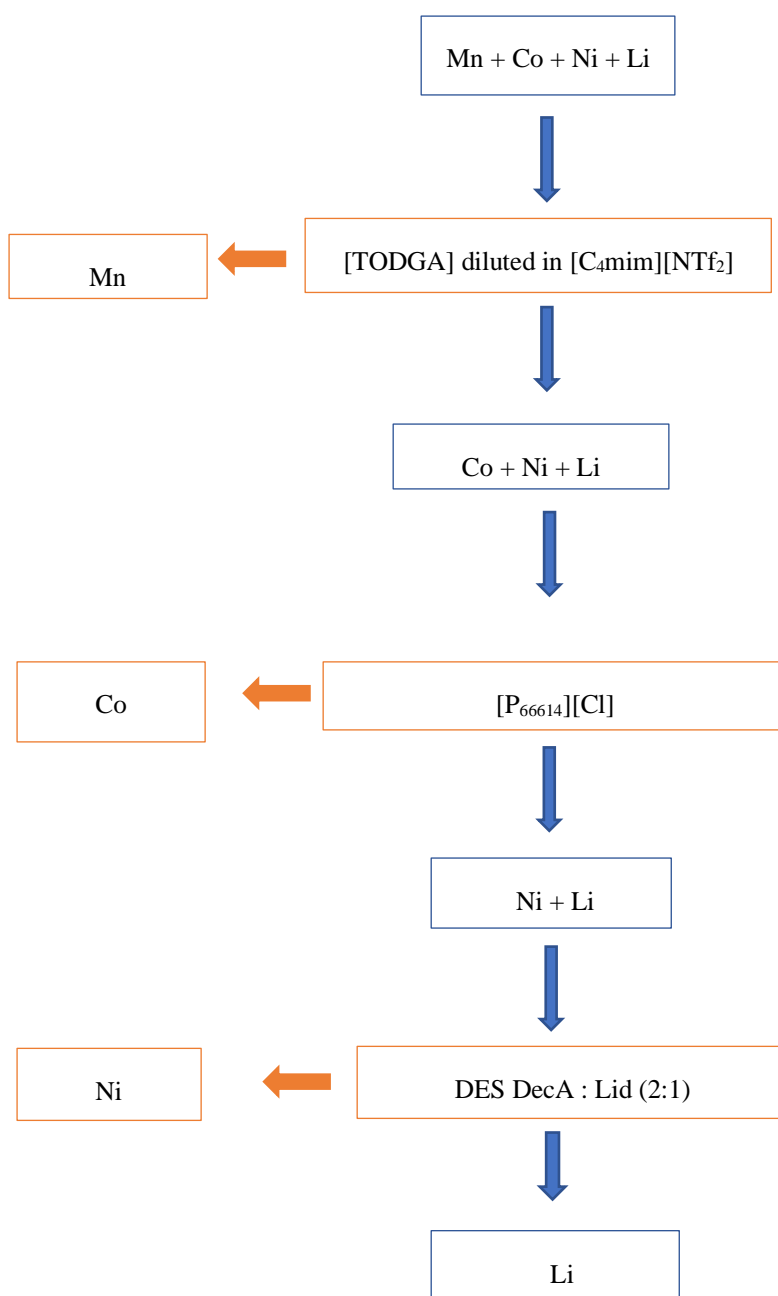 Mn + Co + Ni + Li
[TODGA] diluted in [C₄mim][NTf₂]
Mn
Co + Ni + Li
Co
[P₆₆₆₁₄][Cl]
Ni + Li
Ni
DES DecA : Lid (2:1)
Li